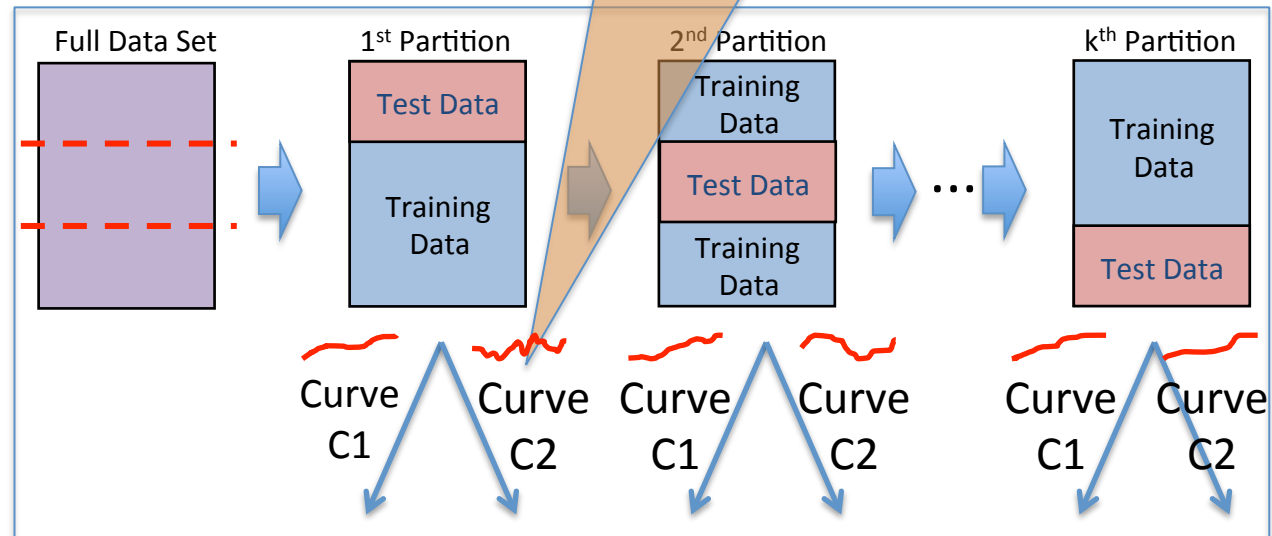 Full Data Set
1st Partition
2nd Partition
kth Partition
Test Data
Training
Data
Training
Data
Test Data
Training
Data
...
Training
Data
Test Data
Curve
C1
Curve
C2
Curve
C1
Curve
C2
Curve
C1
Curve
C2